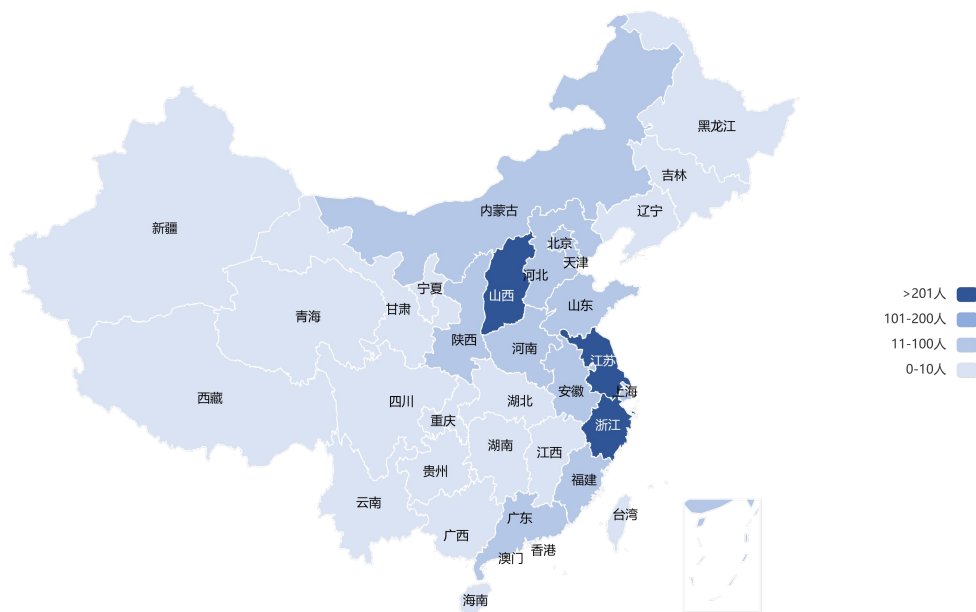 黑龙江
吉林
辽宁
内蒙古
新疆
北京
天津
河北
宁夏
山西
甘肃
青海
山东
陕西
河南
江苏
安徽
上海
西藏
四川
湖北
重庆
浙江
湖南
江西
贵州
福建
云南
广东
台湾
广西
香港
澳门
海南
>201人
101-200人
11-100人
0-10人